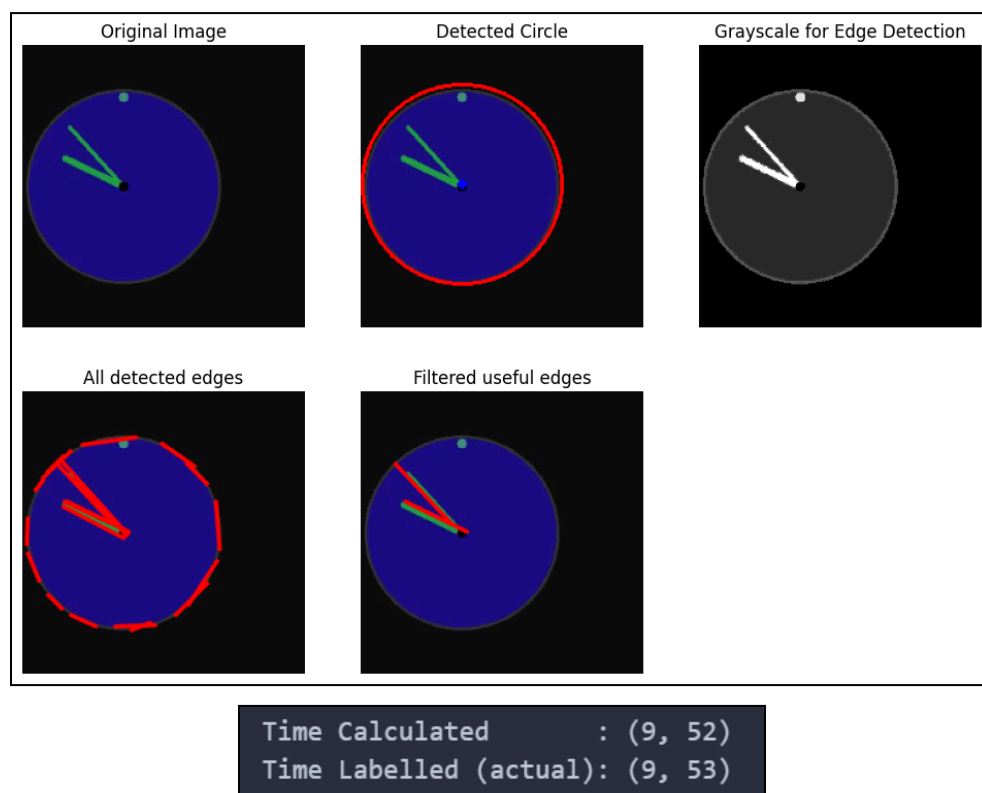 Original Image
Detected Circle
Grayscale for Edge Detection
All detected edges
Filtered useful edges
Time Calculated       : (9, 52)
Time Labelled (actual): (9, 53)